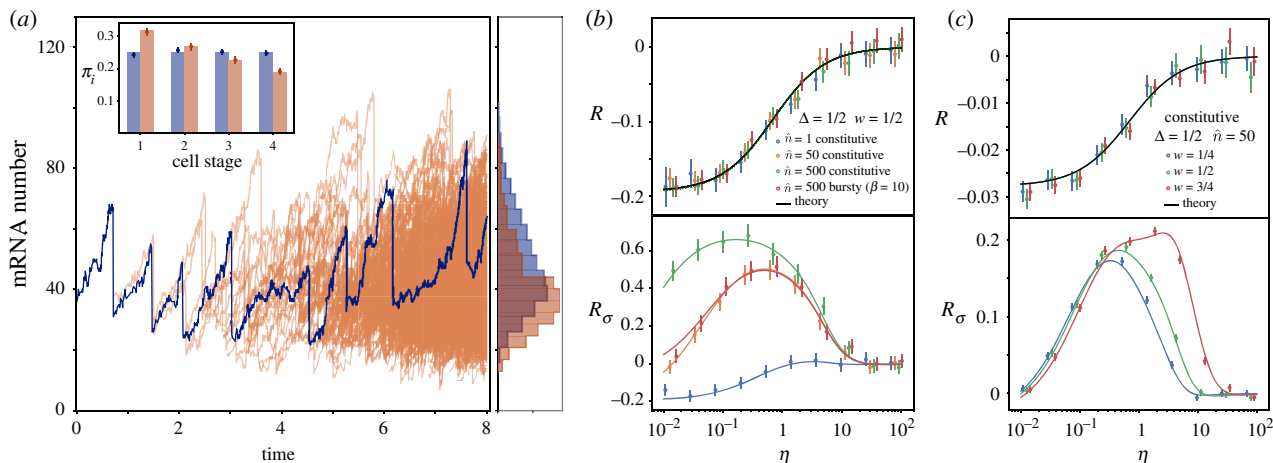 (a)
mRNA number
120
80
40
0
0
2
4
6
8
time
π_i
0.3
0.2
0.1
1
2
3
4
cell stage
(b)
R
0
−0.1
−0.2
Δ = 1/2 w = 1/2
n̂ = 1 constitutive
n̂ = 50 constitutive
n̂ = 500 constitutive
n̂ = 500 bursty (β = 10)
theory
R_σ
0.6
0.4
0.2
0
−0.2
10⁻²
10⁻¹
1
10
10²
η
(c)
R
0
−0.01
−0.02
−0.03
constitutive
Δ = 1/2 n̂ = 50
w = 1/4
w = 1/2
w = 3/4
theory
R_σ
0.2
0.1
0
10⁻²
10⁻¹
1
10
10²
η